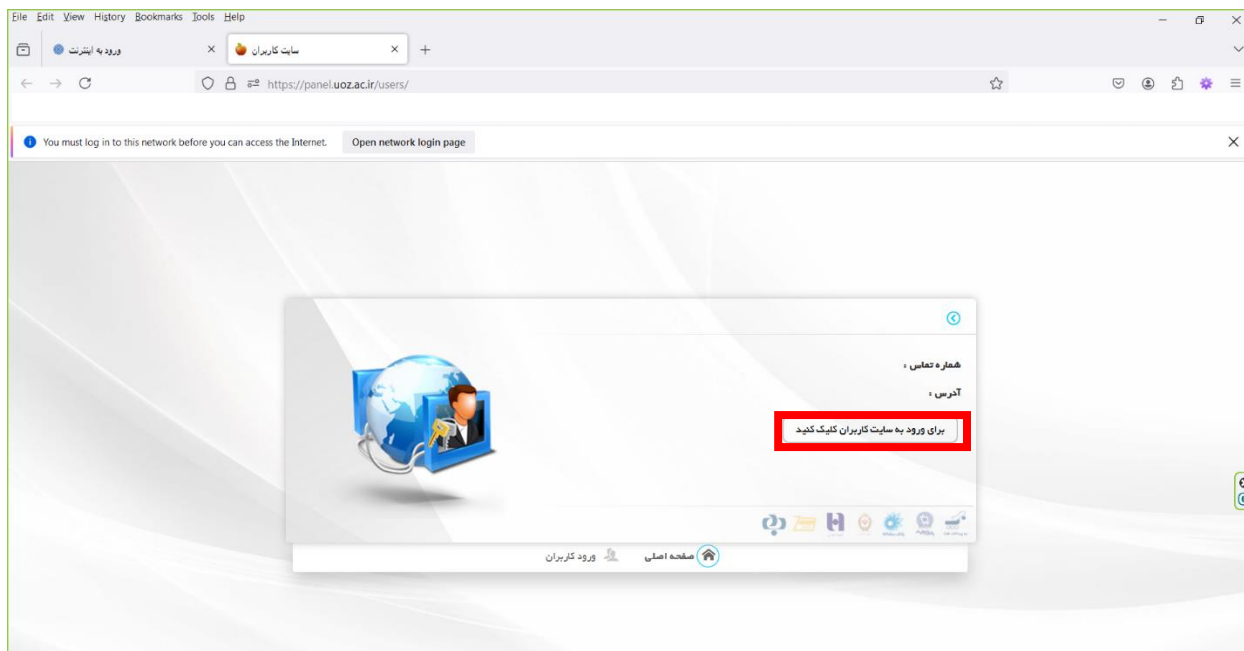 File Edit View History Bookmarks Tools Help
ورود به اینترنت
سایت کاربران
https://panel.uoz.ac.ir/users/
You must log in to this network before you can access the Internet. Open network login page
شماره تماس :
آدرس :
برای ورود به سایت کاربران کلیک کنید
صفحه اصلی ورود کاربران